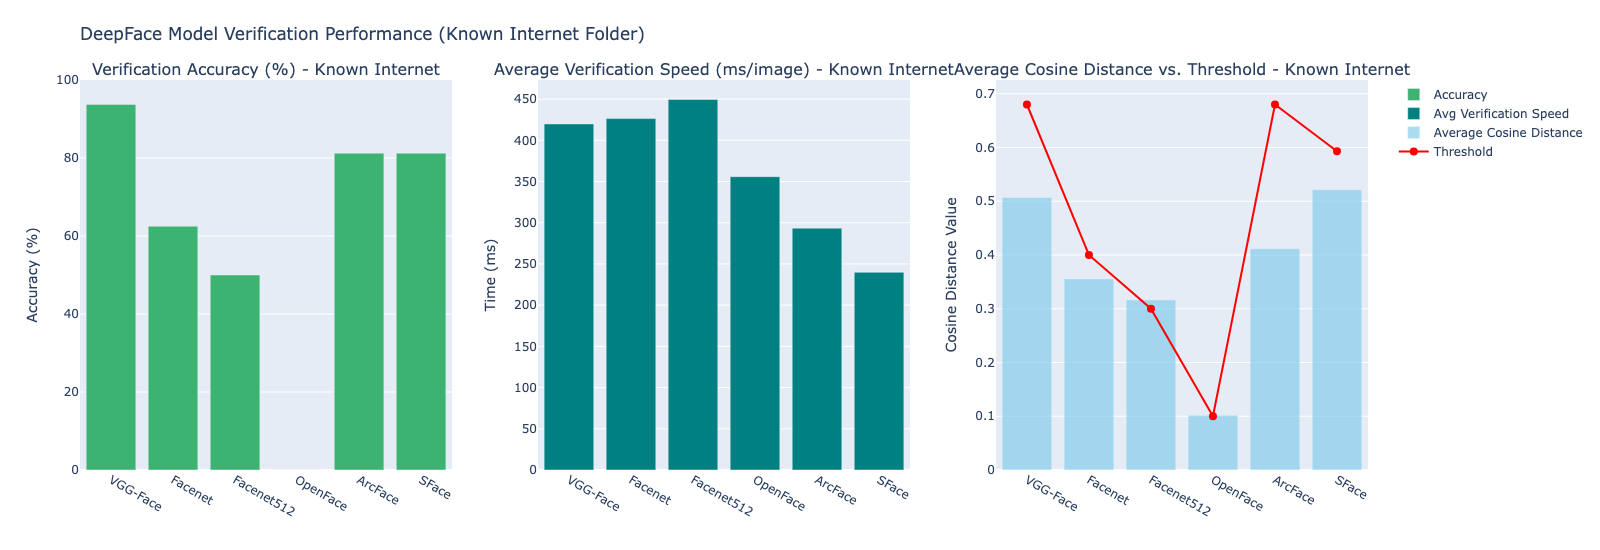 DeepFace Model Verification Performance (Known Internet Folder)
Verification Accuracy (%) - Known Internet
Accuracy (%)
100
80
60
40
20
0
VGG-Face
Facenet
Facenet512
OpenFace
ArcFace
SFace
Average Verification Speed (ms/image) - Known Internet
Time (ms)
450
400
350
300
250
200
150
100
50
0
VGG-Face
Facenet
Facenet512
OpenFace
ArcFace
SFace
Average Cosine Distance vs. Threshold - Known Internet
Cosine Distance Value
0.7
0.6
0.5
0.4
0.3
0.2
0.1
0
VGG-Face
Facenet
Facenet512
OpenFace
ArcFace
SFace
Accuracy
Avg Verification Speed
Average Cosine Distance
Threshold